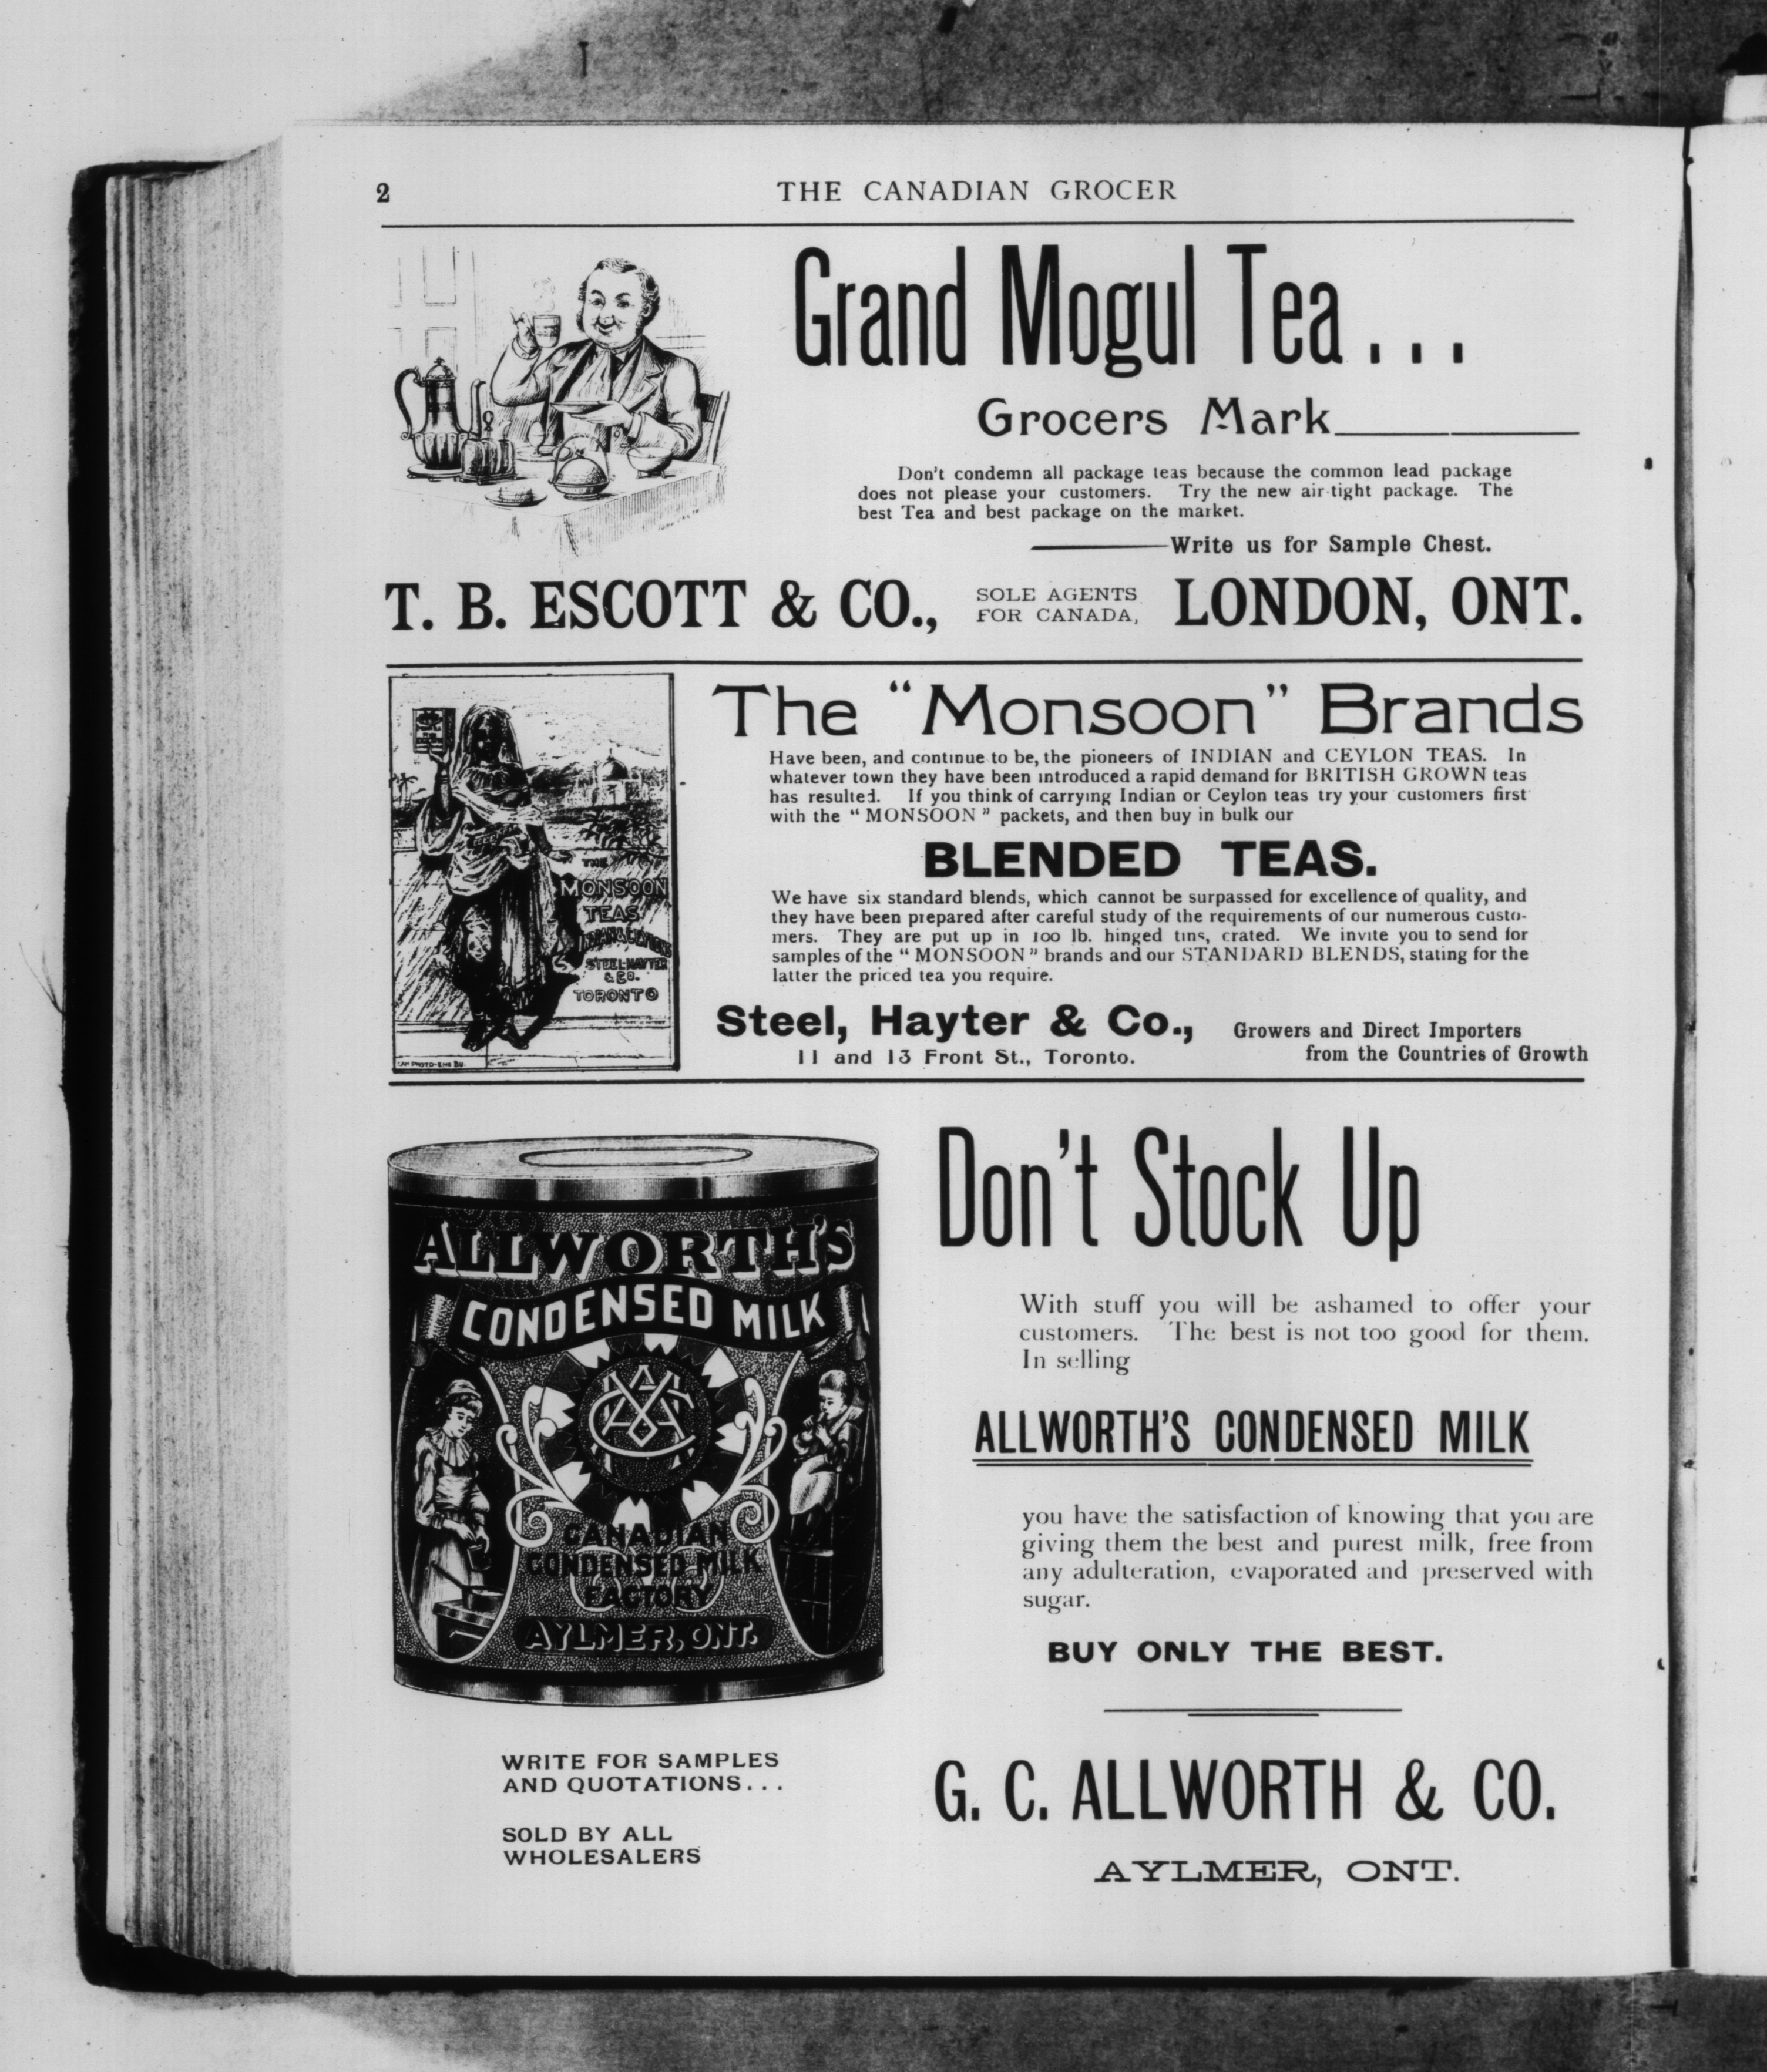 2
THE CANADIAN GROCER
Grand Mogul Tea . . .
Grocers Mark
Don't condemn all package teas because the common lead package
does not please your customers. Try the new air-tight package. The
best Tea and best package on the market.
Write us for Sample Chest.
T. B. ESCOTT & CO., SOLE AGENTS FOR CANADA, LONDON, ONT.
THE
MONSOON
TEAS
STEEL HAYTER
& CO.
TORONTO
The "Monsoon" Brands
Have been, and continue to be, the pioneers of INDIAN and CEYLON TEAS. In
whatever town they have been introduced a rapid demand for BRITISH GROWN teas
has resulted. If you think of carrying Indian or Ceylon teas try your customers first
with the "MONSOON" packets, and then buy in bulk our
BLENDED TEAS.
We have six standard blends, which cannot be surpassed for excellence of quality, and
they have been prepared after careful study of the requirements of our numerous custo-
mers. They are put up in 100 lb. hinged tins, crated. We invite you to send for
samples of the "MONSOON" brands and our STANDARD BLENDS, stating for the
latter the priced tea you require.
Steel, Hayter & Co., Growers and Direct Importers
11 and 13 Front St., Toronto. from the Countries of Growth
ALLWORTH'S
CONDENSED MILK
CANADIAN
CONDENSED MILK
FACTORY
AYLMER, ONT.
WRITE FOR SAMPLES
AND QUOTATIONS...
SOLD BY ALL
WHOLESALERS
Don't Stock Up
With stuff you will be ashamed to offer your
customers. The best is not too good for them.
In selling
ALLWORTH'S CONDENSED MILK
you have the satisfaction of knowing that you are
giving them the best and purest milk, free from
any adulteration, evaporated and preserved with
sugar.
BUY ONLY THE BEST.
G. C. ALLWORTH & CO.
AYLMER, ONT.